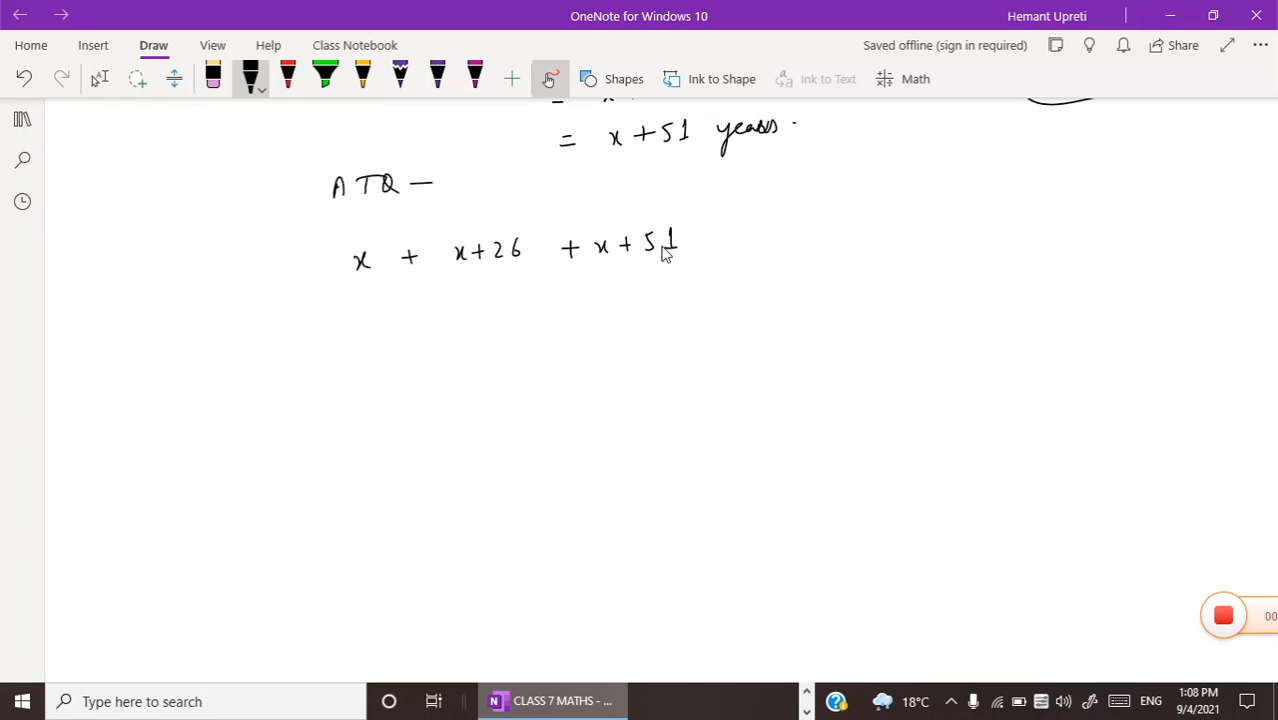 OneNote for Windows 10
Hemant Upreti
Home Insert Draw View Help Class Notebook
Saved offline (sign in required)
Share
Shapes
Ink to Shape
Ink to Text
Math
= x + 51 years.
ATQ —
x + x+26 + x + 51
00
Type here to search
CLASS 7 MATHS - ...
18°C
ENG
1:08 PM
9/4/2021